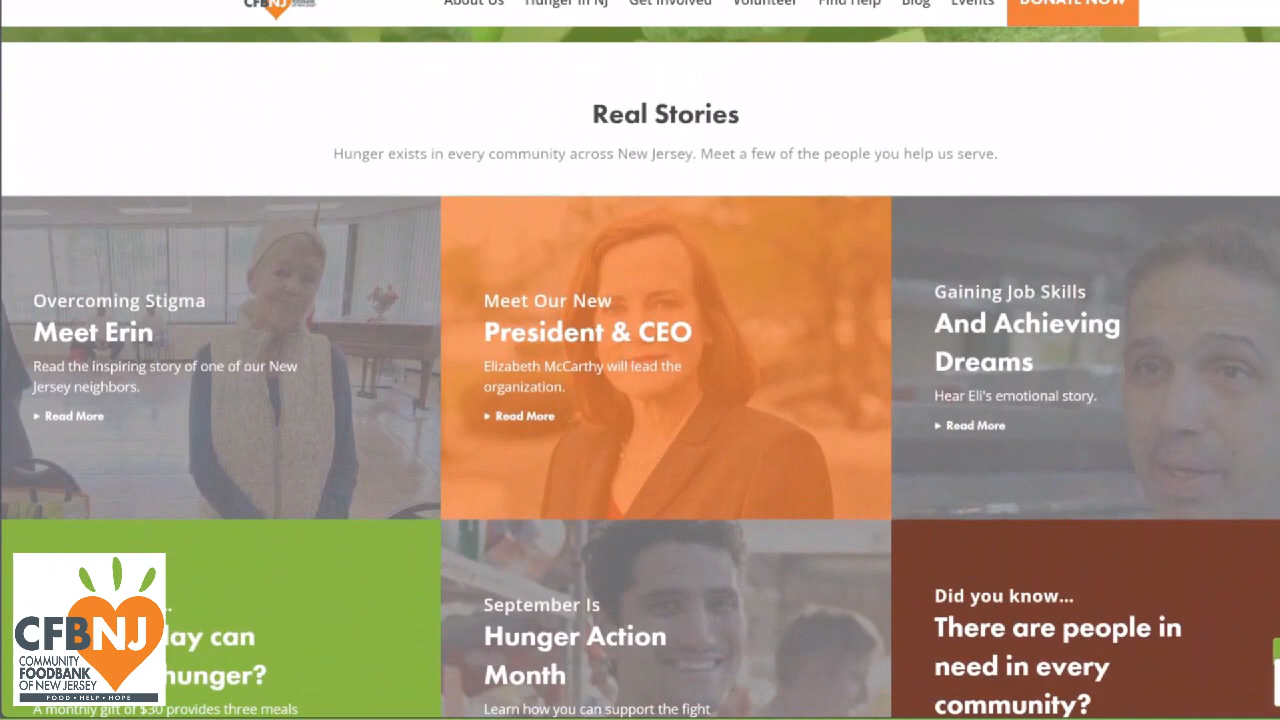 CFBNJ
About Us Hunger in NJ Get Involved Volunteer Find Help Blog Events DONATE NOW
Real Stories
Hunger exists in every community across New Jersey. Meet a few of the people you help us serve.
Overcoming Stigma
Meet Erin
Read the inspiring story of one of our New
Jersey neighbors.
Read More
Meet Our New
President & CEO
Elizabeth McCarthy will lead the
organization.
Read More
Gaining Job Skills
And Achieving
Dreams
Hear Eli's emotional story.
Read More
can
hunger?
A monthly gift of $30 provides three meals
September Is
Hunger Action
Month
Learn how you can support the fight
Did you know...
There are people in
need in every
community?
CFBNJ
COMMUNITY
FOODBANK
OF NEW JERSEY
FOOD • HELP • HOPE